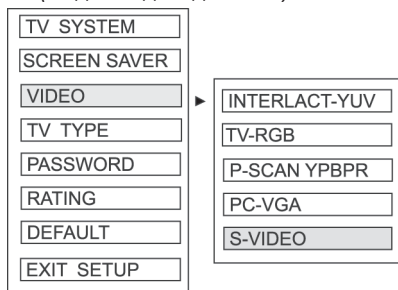 TV SYSTEM
SCREEN SAVER
VIDEO
TV TYPE
PASSWORD
RATING
DEFAULT
EXIT SETUP
INTERLACT-YUV
TV-RGB
P-SCAN YPBPR
PC-VGA
S-VIDEO